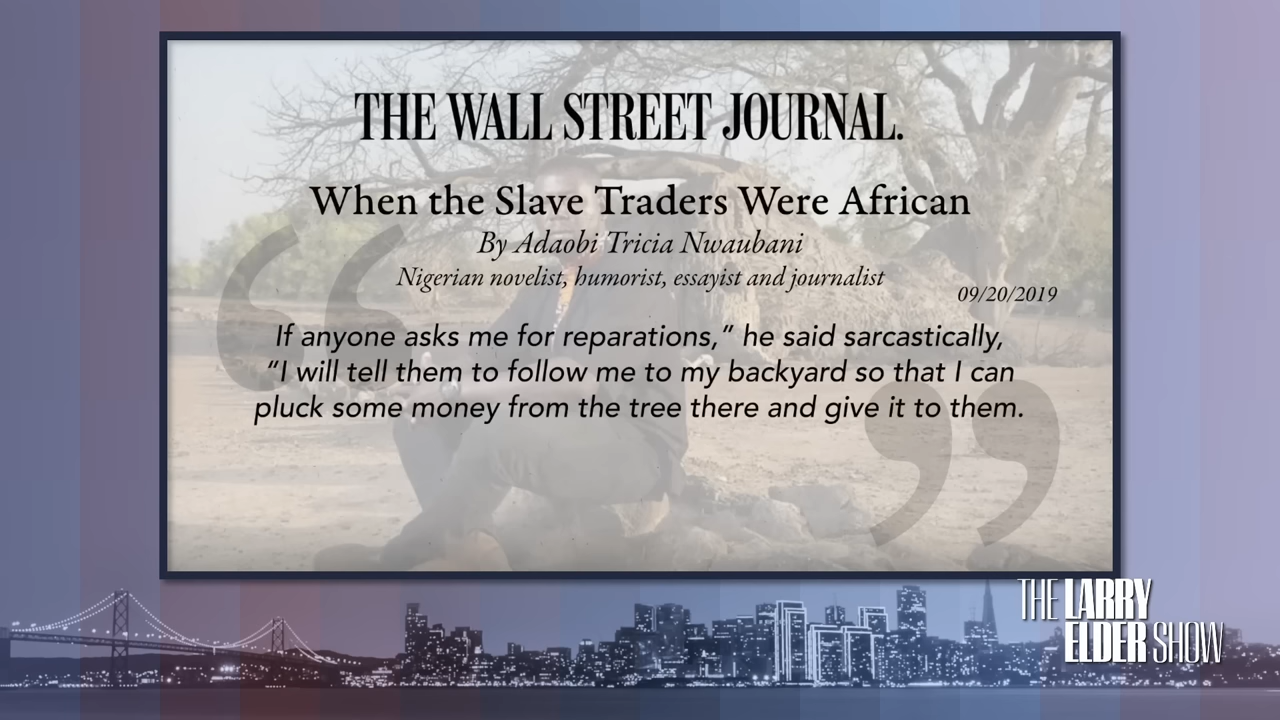 THE WALL STREET JOURNAL.
When the Slave Traders Were African
By Adaobi Tricia Nwaubani
Nigerian novelist, humorist, essayist and journalist
09/20/2019
If anyone asks me for reparations,” he said sarcastically,
“I will tell them to follow me to my backyard so that I can
pluck some money from the tree there and give it to them.
THE LARRY
ELDER SHOW